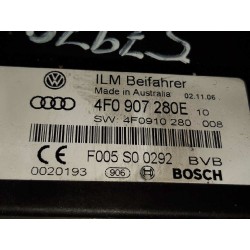 ILM Beifahrer
Made in Australia 02.11.06
4F0 907 280E 10
SW: 4F0910 280 008
F005 S0 0292 BVB
0020193 906 BOSCH